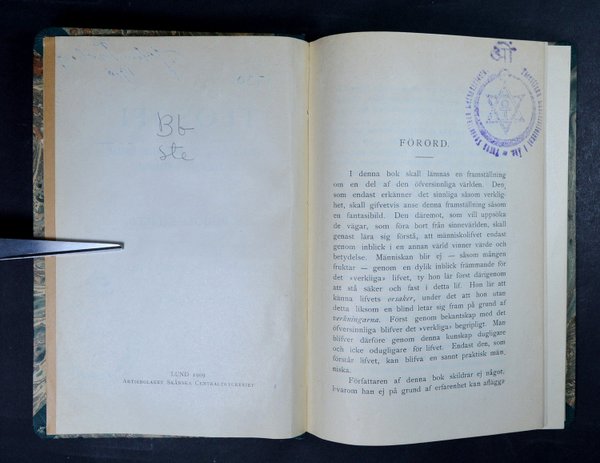 Bb
Ste
LUND 1909
AKTIEBOLAGET SKÅNSKA CENTRALTRYCKERIET
ओं
FÖRORD.
I denna bok skall lämnas en framställning
om en del af den öfversinnliga världen. Den,
som endast erkänner det sinnliga såsom verklig-
het, skall gifvetvis anse denna framställning såsom
en fantasibild. Den däremot, som vill uppsöka
de vägar, som föra bort från sinnevärlden, skall
genast lära sig förstå, att människolifvet endast
genom inblick i en annan värld vinner värde och
betydelse. Människan blir ej — såsom mången
fruktar — genom en dylik inblick främmande för
det »verkliga» lifvet, ty hon lär först därigenom
att stå säker och fast i detta lif. Hon lär att
känna lifvets orsaker, under det att hon utan
detta liksom en blind letar sig fram på grund af
verkningarna. Först genom bekantskap med det
öfversinnliga blifver det »verkliga» begripligt. Man
blifver därföre genom denna kunskap dugligare
och icke odugligare för lifvet. Endast den, som
förstår lifvet, kan blifva en sant praktisk män-
niska.
Författaren af denna bok skildrar ej något,
hvarom han ej på grund af erfarenhet kan aflägga